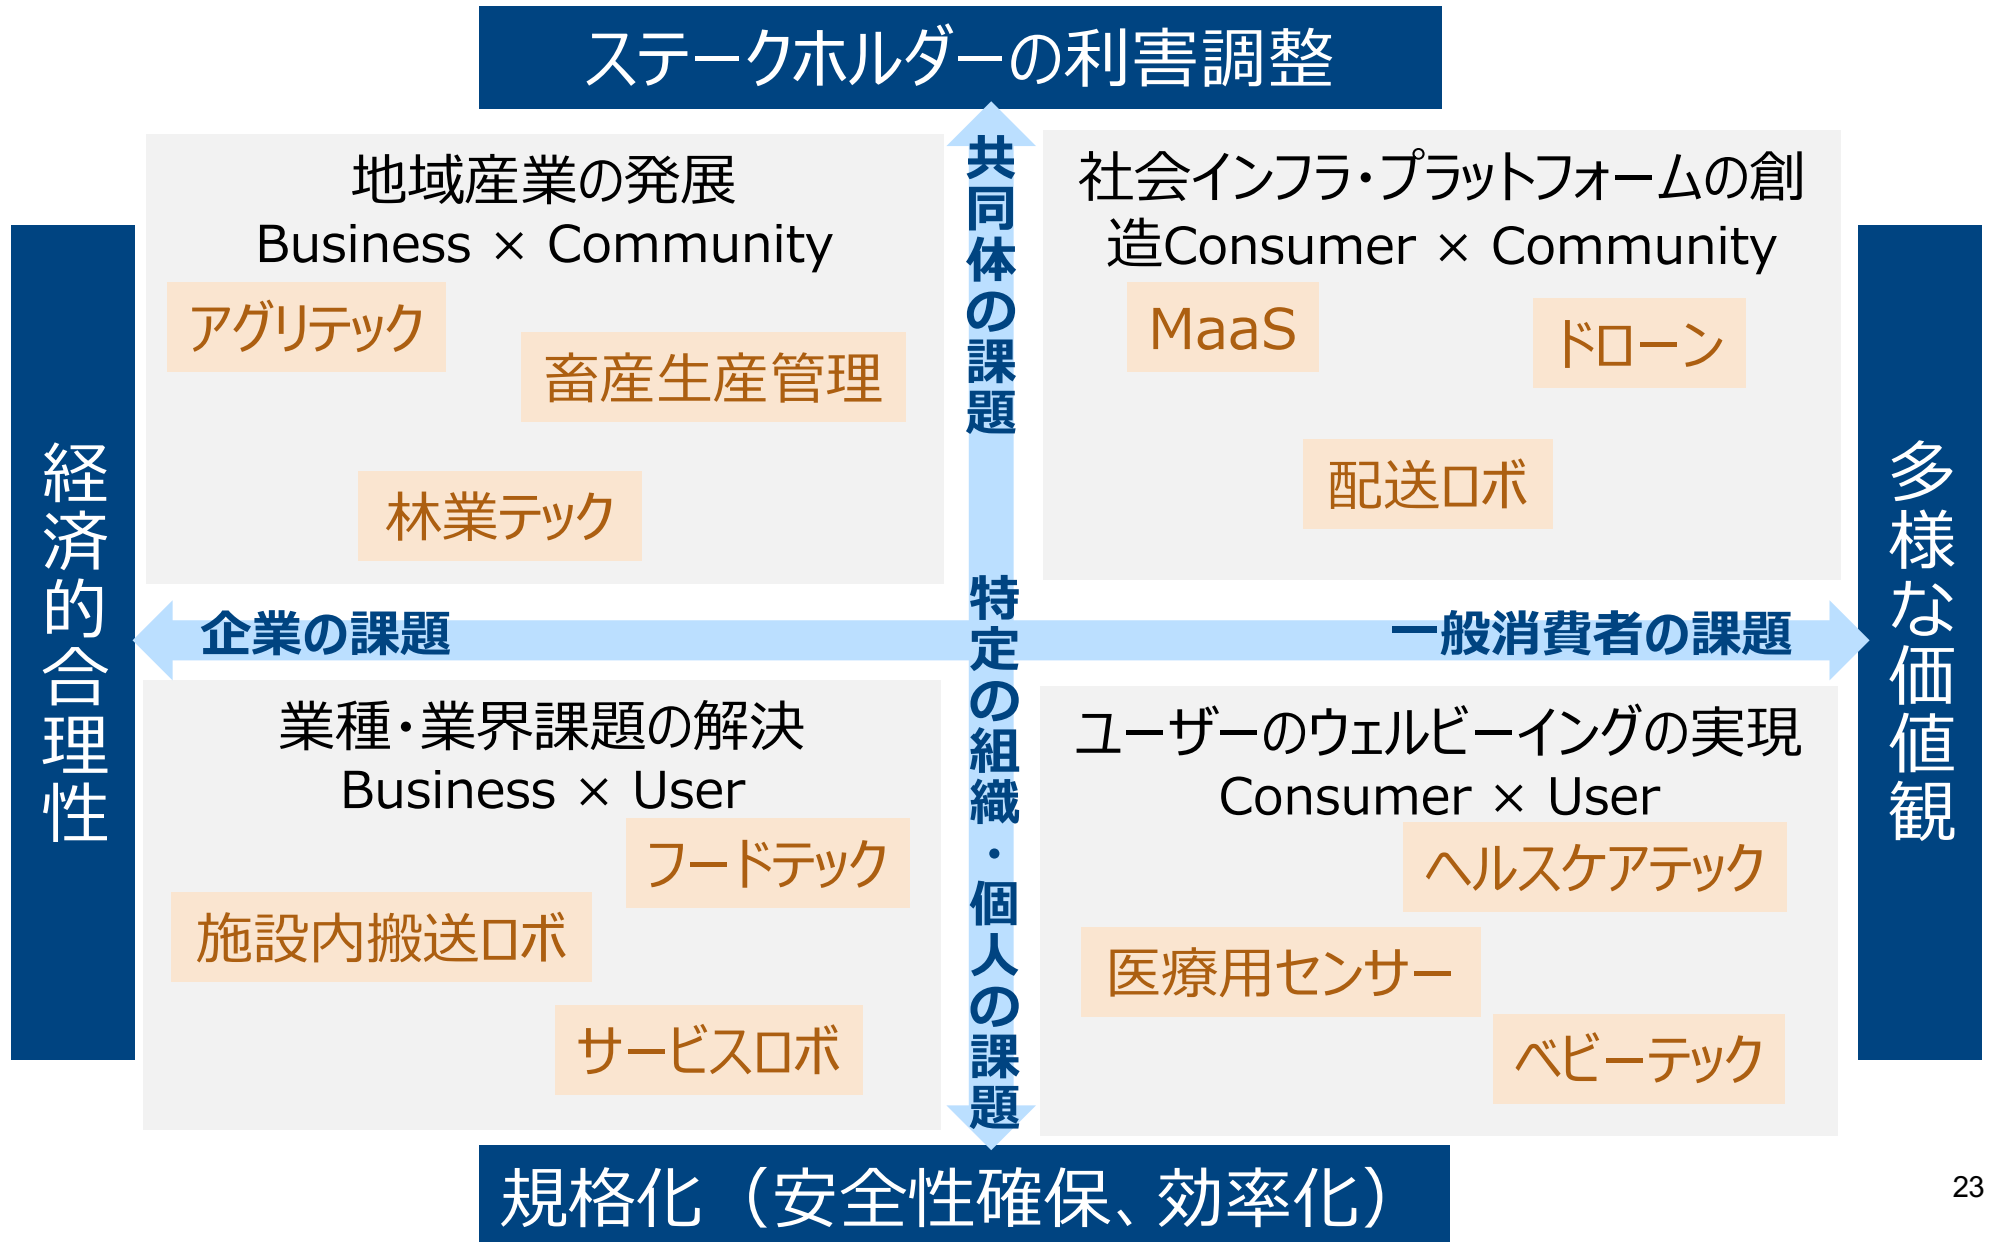 ステークホルダーの利害調整
経済的合理性
地域産業の発展
Business × Community
アグリテック
畜産生産管理
林業テック
共同体の課題
社会インフラ・プラットフォームの創
造Consumer × Community
MaaS
ドローン
配送ロボ
多様な価値観
企業の課題
一般消費者の課題
業種・業界課題の解決
Business × User
フードテック
施設内搬送ロボ
サービスロボ
特定の組織・個人の課題
ユーザーのウェルビーイングの実現
Consumer × User
ヘルスケアテック
医療用センサー
ベビーテック
規格化（安全性確保、効率化）
23